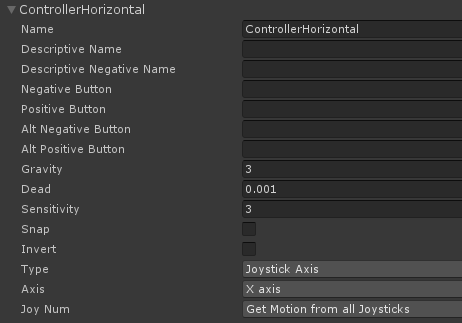 ControllerHorizontal
Name ControllerHorizontal
Descriptive Name
Descriptive Negative Name
Negative Button
Positive Button
Alt Negative Button
Alt Positive Button
Gravity 3
Dead 0.001
Sensitivity 3
Snap
Invert
Type Joystick Axis
Axis X axis
Joy Num Get Motion from all Joysticks